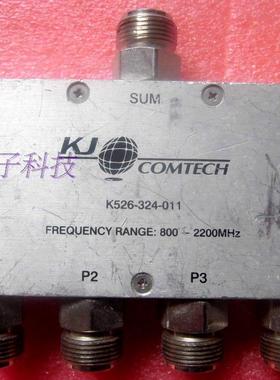 SUM
KJ COMTECH
子科技
K526-324-011
FREQUENCY RANGE: 800 ~ 2200MHz
P2 P3